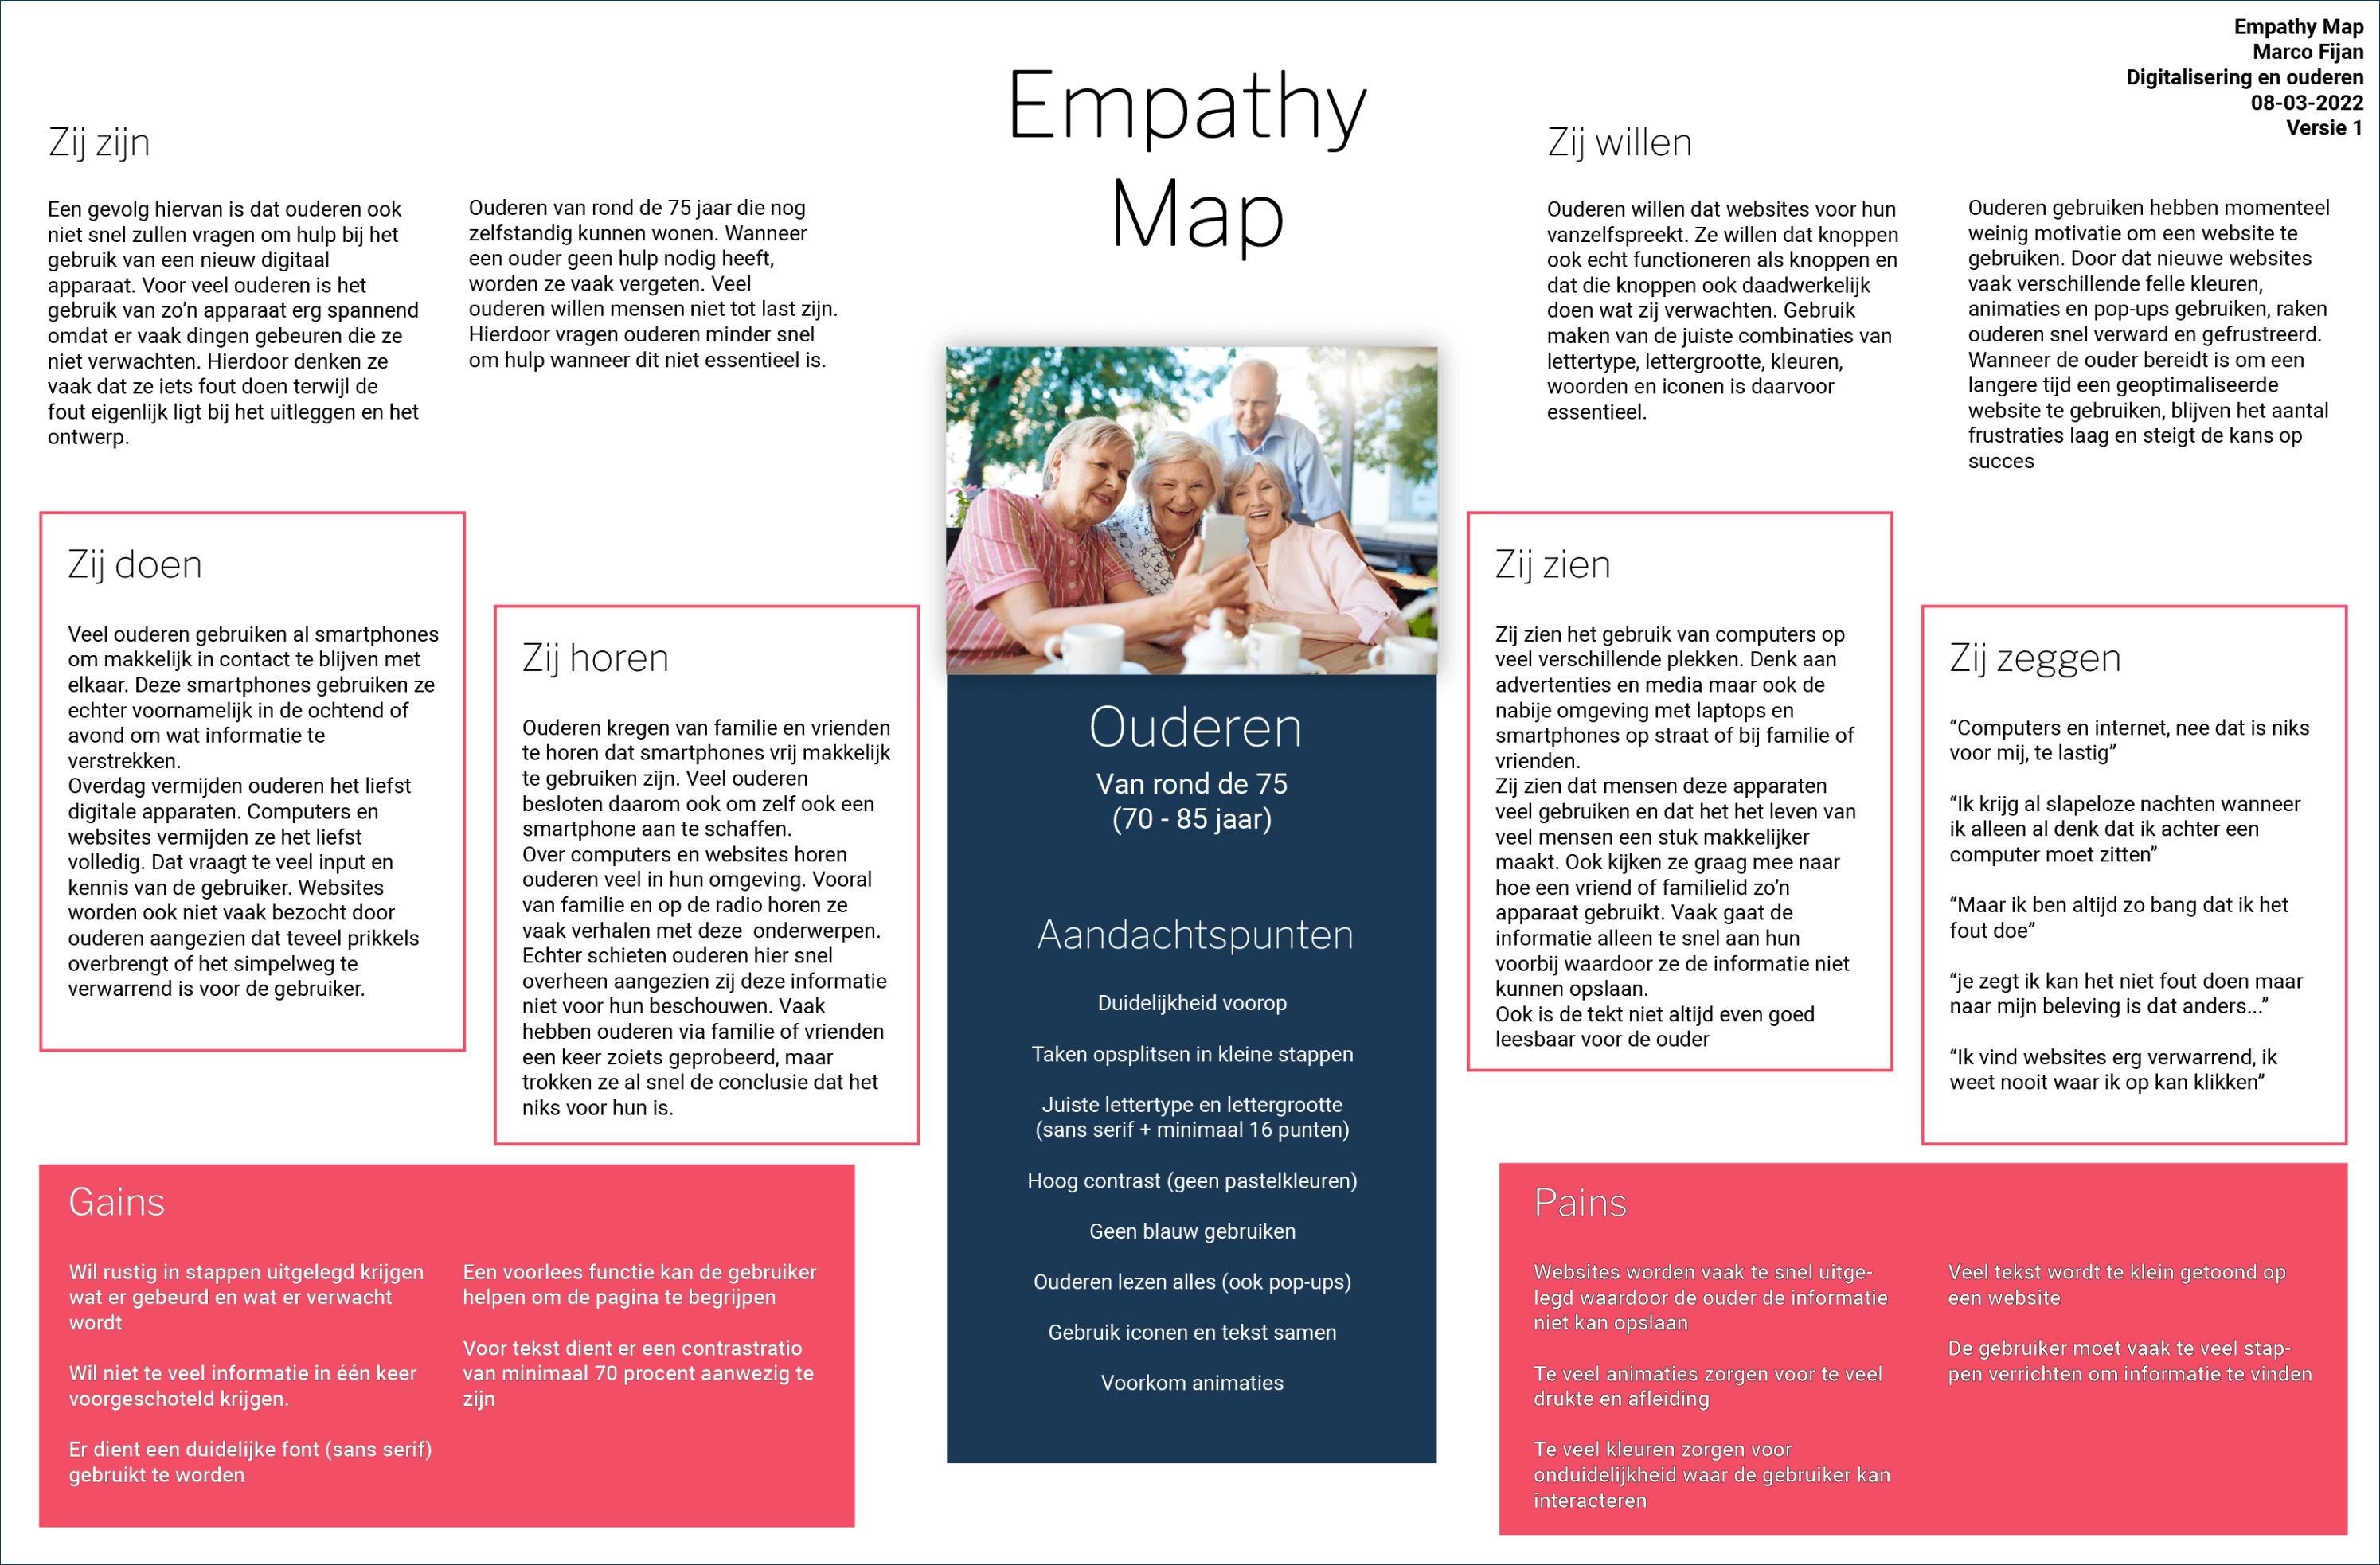 Empathy Map
Marco Fijan
Digitalisering en ouderen
08-03-2022
Versie 1
Empathy
Map
Zij zijn
Een gevolg hiervan is dat ouderen ook
niet snel zullen vragen om hulp bij het
gebruik van een nieuw digitaal
apparaat. Voor veel ouderen is het
gebruik van zo’n apparaat erg spannend
omdat er vaak dingen gebeuren die ze
niet verwachten. Hierdoor denken ze
vaak dat ze iets fout doen terwijl de
fout eigenlijk ligt bij het uitleggen en het
ontwerp.
Ouderen van rond de 75 jaar die nog
zelfstandig kunnen wonen. Wanneer
een ouder geen hulp nodig heeft,
worden ze vaak vergeten. Veel
ouderen willen mensen niet tot last zijn.
Hierdoor vragen ouderen minder snel
om hulp wanneer dit niet essentieel is.
Zij doen
Veel ouderen gebruiken al smartphones
om makkelijk in contact te blijven met
elkaar. Deze smartphones gebruiken ze
echter voornamelijk in de ochtend of
avond om wat informatie te
verstrekken.
Overdag vermijden ouderen het liefst
digitale apparaten. Computers en
websites vermijden ze het liefst
volledig. Dat vraagt te veel input en
kennis van de gebruiker. Websites
worden ook niet vaak bezocht door
ouderen aangezien dat teveel prikkels
overbrengt of het simpelweg te
verwarrend is voor de gebruiker.
Zij horen
Ouderen kregen van familie en vrienden
te horen dat smartphones vrij makkelijk
te gebruiken zijn. Veel ouderen
besloten daarom ook om zelf ook een
smartphone aan te schaffen.
Over computers en websites horen
ouderen veel in hun omgeving. Vooral
van familie en op de radio horen ze
vaak verhalen met deze  onderwerpen.
Echter schieten ouderen hier snel
overheen aangezien zij deze informatie
niet voor hun beschouwen. Vaak
hebben ouderen via familie of vrienden
een keer zoiets geprobeerd, maar
trokken ze al snel de conclusie dat het
niks voor hun is.
Gains
Wil rustig in stappen uitgelegd krijgen
wat er gebeurd en wat er verwacht
wordt
Wil niet te veel informatie in één keer
voorgeschoteld krijgen.
Er dient een duidelijke font (sans serif)
gebruikt te worden
Een voorlees functie kan de gebruiker
helpen om de pagina te begrijpen
Voor tekst dient er een contrastratio
van minimaal 70 procent aanwezig te
zijn
Ouderen
Van rond de 75
(70 - 85 jaar)
Aandachtspunten
Duidelijkheid voorop
Taken opsplitsen in kleine stappen
Juiste lettertype en lettergrootte
(sans serif + minimaal 16 punten)
Hoog contrast (geen pastelkleuren)
Geen blauw gebruiken
Ouderen lezen alles (ook pop-ups)
Gebruik iconen en tekst samen
Voorkom animaties
Zij willen
Ouderen willen dat websites voor hun
vanzelfspreekt. Ze willen dat knoppen
ook echt functioneren als knoppen en
dat die knoppen ook daadwerkelijk
doen wat zij verwachten. Gebruik
maken van de juiste combinaties van
lettertype, lettergrootte, kleuren,
woorden en iconen is daarvoor
essentieel.
Ouderen gebruiken hebben momenteel
weinig motivatie om een website te
gebruiken. Door dat nieuwe websites
vaak verschillende felle kleuren,
animaties en pop-ups gebruiken, raken
ouderen snel verward en gefrustreerd.
Wanneer de ouder bereidt is om een
langere tijd een geoptimaliseerde
website te gebruiken, blijven het aantal
frustraties laag en steigt de kans op
succes
Zij zien
Zij zien het gebruik van computers op
veel verschillende plekken. Denk aan
advertenties en media maar ook de
nabije omgeving met laptops en
smartphones op straat of bij familie of
vrienden.
Zij zien dat mensen deze apparaten
veel gebruiken en dat het het leven van
veel mensen een stuk makkelijker
maakt. Ook kijken ze graag mee naar
hoe een vriend of familielid zo’n
apparaat gebruikt. Vaak gaat de
informatie alleen te snel aan hun
voorbij waardoor ze de informatie niet
kunnen opslaan.
Ook is de tekt niet altijd even goed
leesbaar voor de ouder
Zij zeggen
“Computers en internet, nee dat is niks
voor mij, te lastig”
“Ik krijg al slapeloze nachten wanneer
ik alleen al denk dat ik achter een
computer moet zitten”
“Maar ik ben altijd zo bang dat ik het
fout doe”
“je zegt ik kan het niet fout doen maar
naar mijn beleving is dat anders...”
“Ik vind websites erg verwarrend, ik
weet nooit waar ik op kan klikken”
Pains
Websites worden vaak te snel uitge-
legd waardoor de ouder de informatie
niet kan opslaan
Te veel animaties zorgen voor te veel
drukte en afleiding
Te veel kleuren zorgen voor
onduidelijkheid waar de gebruiker kan
interacteren
Veel tekst wordt te klein getoond op
een website
De gebruiker moet vaak te veel stap-
pen verrichten om informatie te vinden